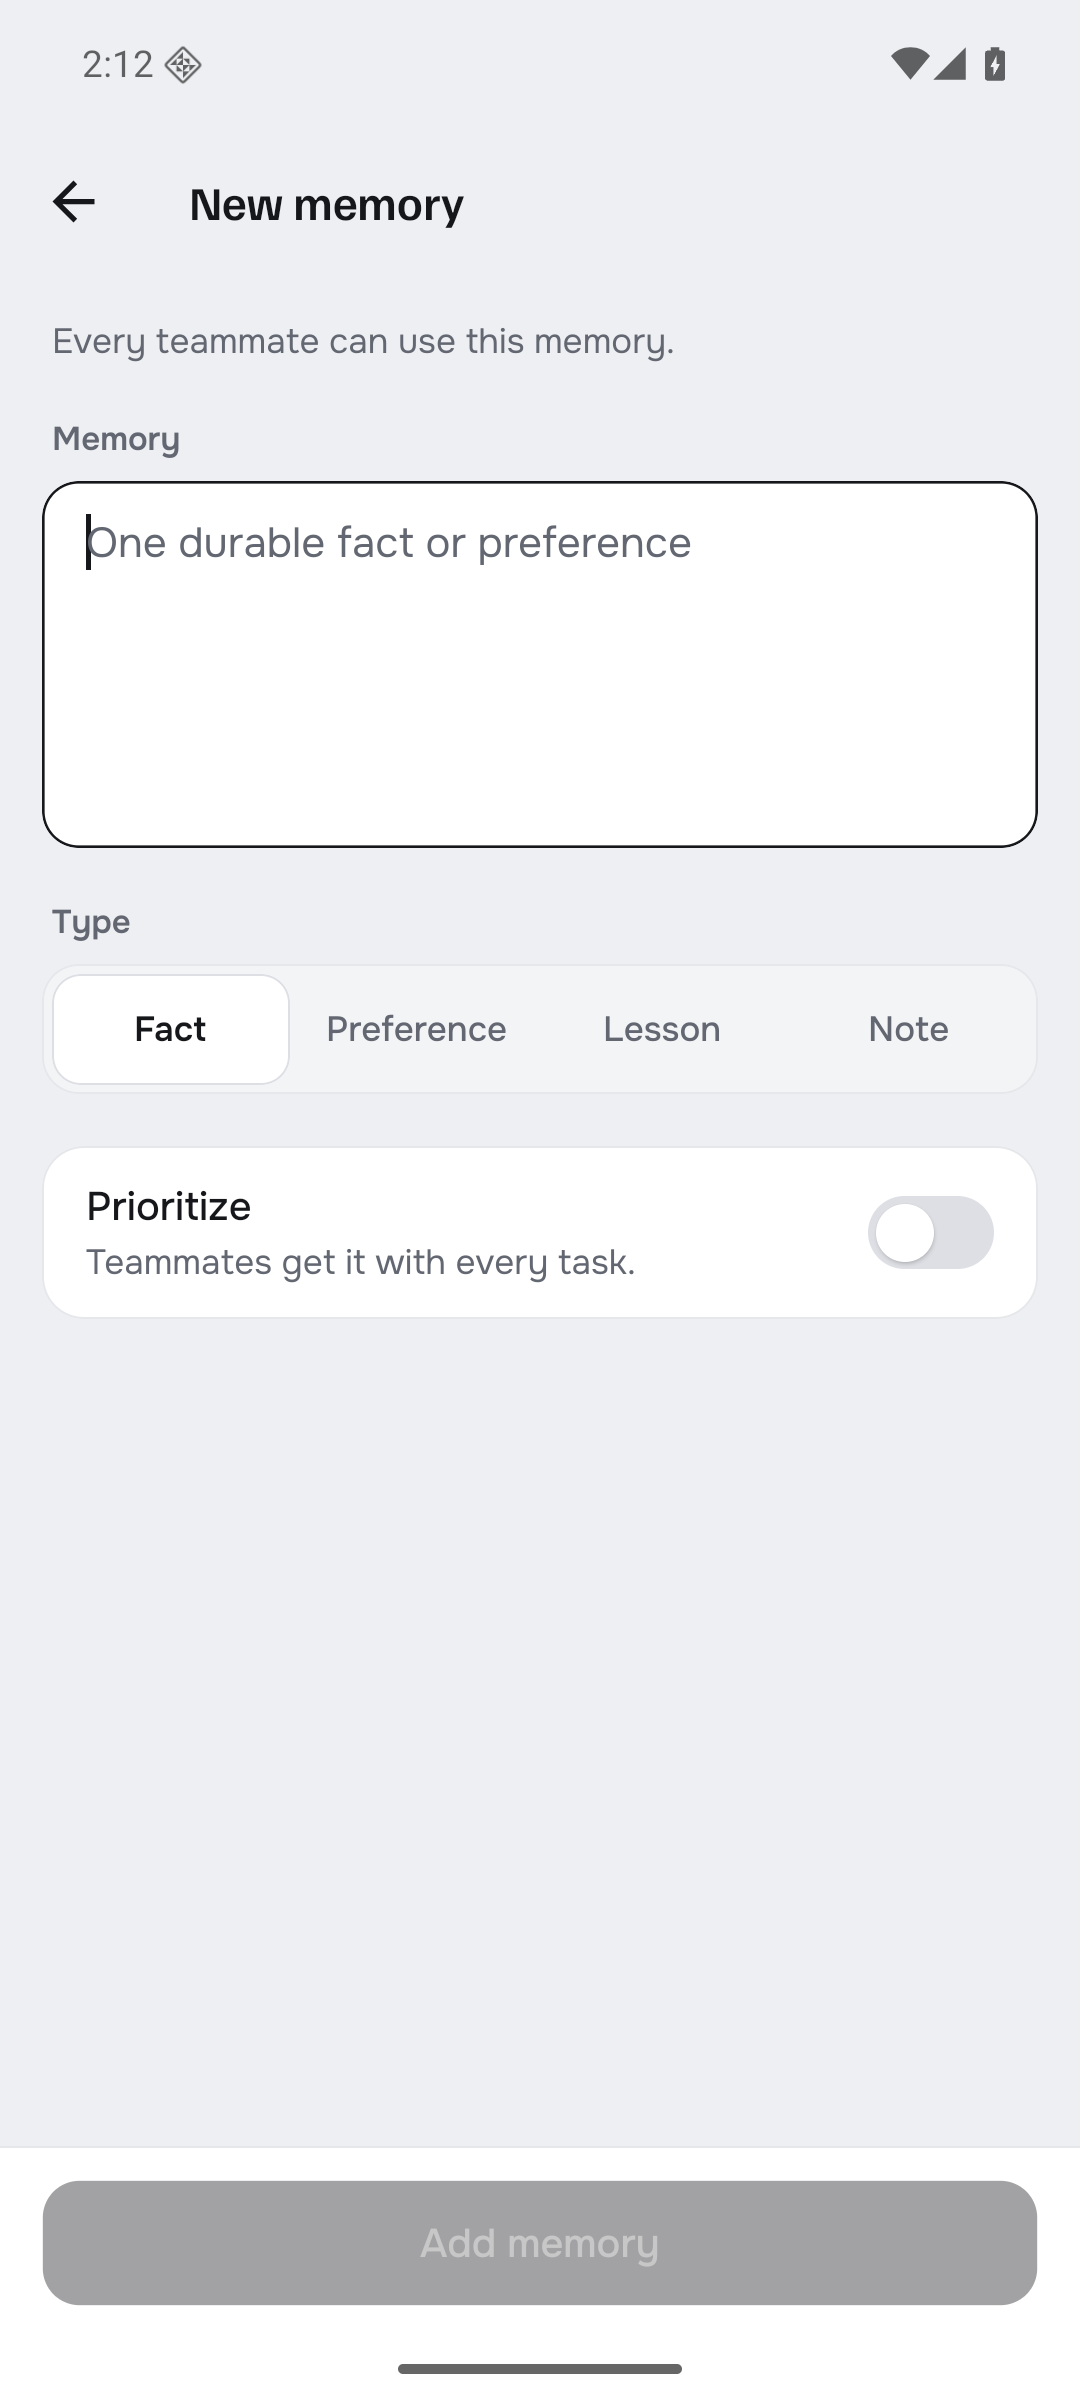 2:12
New memory
Every teammate can use this memory.
Memory
One durable fact or preference
Type
Fact
Preference
Lesson
Note
Prioritize
Teammates get it with every task.
Add memory